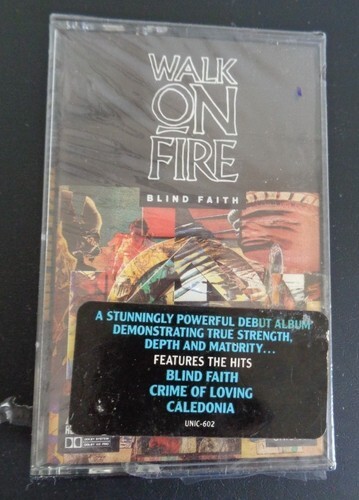 WALK
ON
FIRE
BLIND FAITH
A STUNNINGLY POWERFUL DEBUT ALBUM
DEMONSTRATING TRUE STRENGTH,
DEPTH AND MATURITY...
FEATURES THE HITS
BLIND FAITH
CRIME OF LOVING
CALEDONIA
UNIC-602